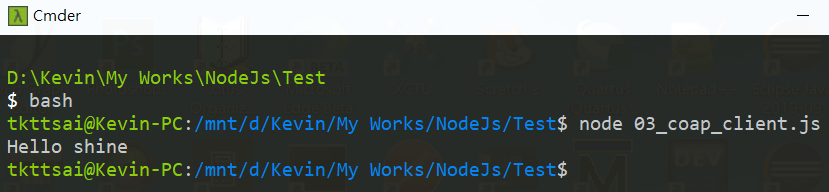 λ Cmder
D:\Kevin\My Works\NodeJs\Test
$ bash
tkttsai@Kevin-PC:/mnt/d/Kevin/My Works/NodeJs/Test$ node 03_coap_client.js
Hello shine
tkttsai@Kevin-PC:/mnt/d/Kevin/My Works/NodeJs/Test$